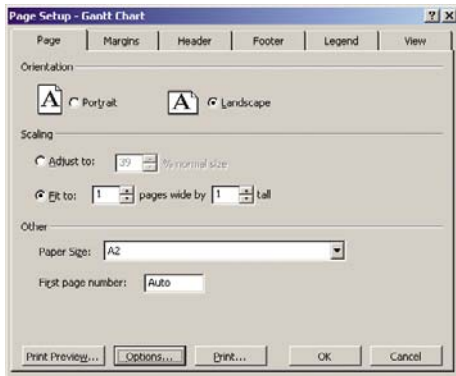 Page Setup - Gantt Chart
Page Margins Header Footer Legend View
Orientation
A Portrait A Landscape
Scaling
Adjust to: 39 % normal size
Fit to: 1 pages wide by 1 tall
Other
Paper Size: A2
First page number: Auto
Print Preview... Options... Print... OK Cancel